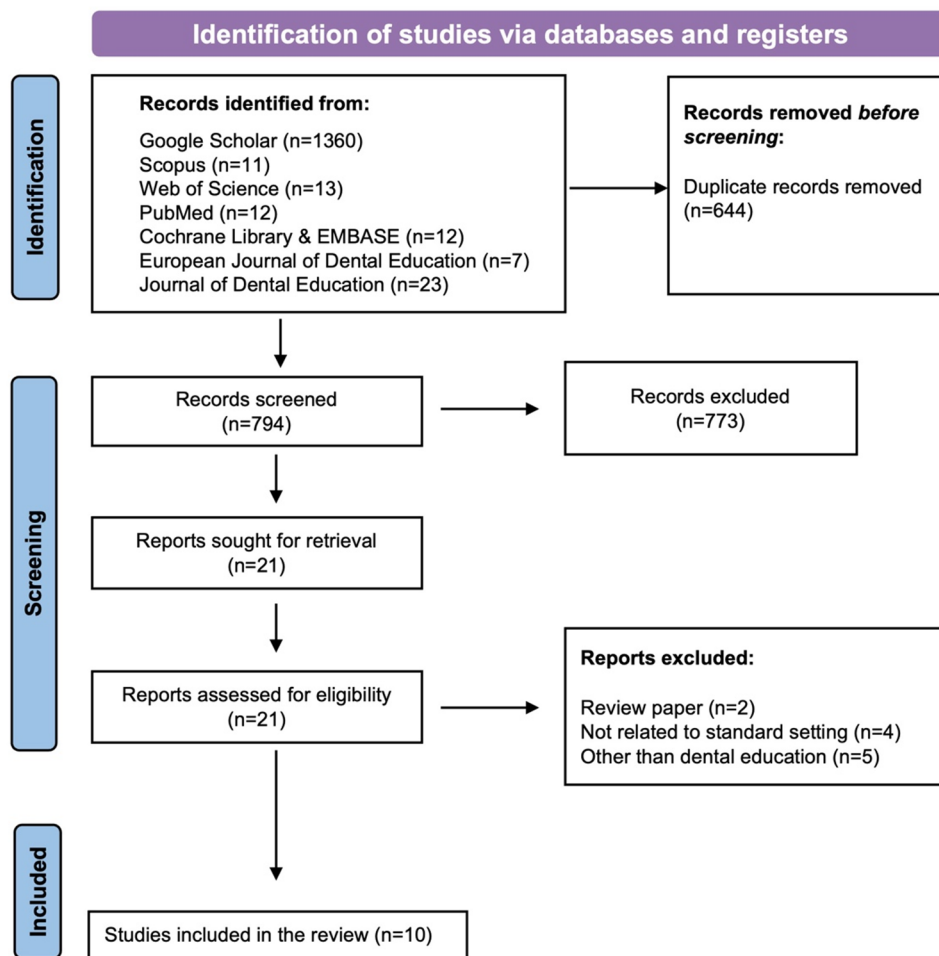 Identification of studies via databases and registers
Identification
Records identified from:
Google Scholar (n=1360)
Scopus (n=11)
Web of Science (n=13)
PubMed (n=12)
Cochrane Library & EMBASE (n=12)
European Journal of Dental Education (n=7)
Journal of Dental Education (n=23)
Records removed before
screening:
Duplicate records removed
(n=644)
Screening
Records screened
(n=794)
Records excluded
(n=773)
Reports sought for retrieval
(n=21)
Reports assessed for eligibility
(n=21)
Reports excluded:
Review paper (n=2)
Not related to standard setting (n=4)
Other than dental education (n=5)
Included
Studies included in the review (n=10)